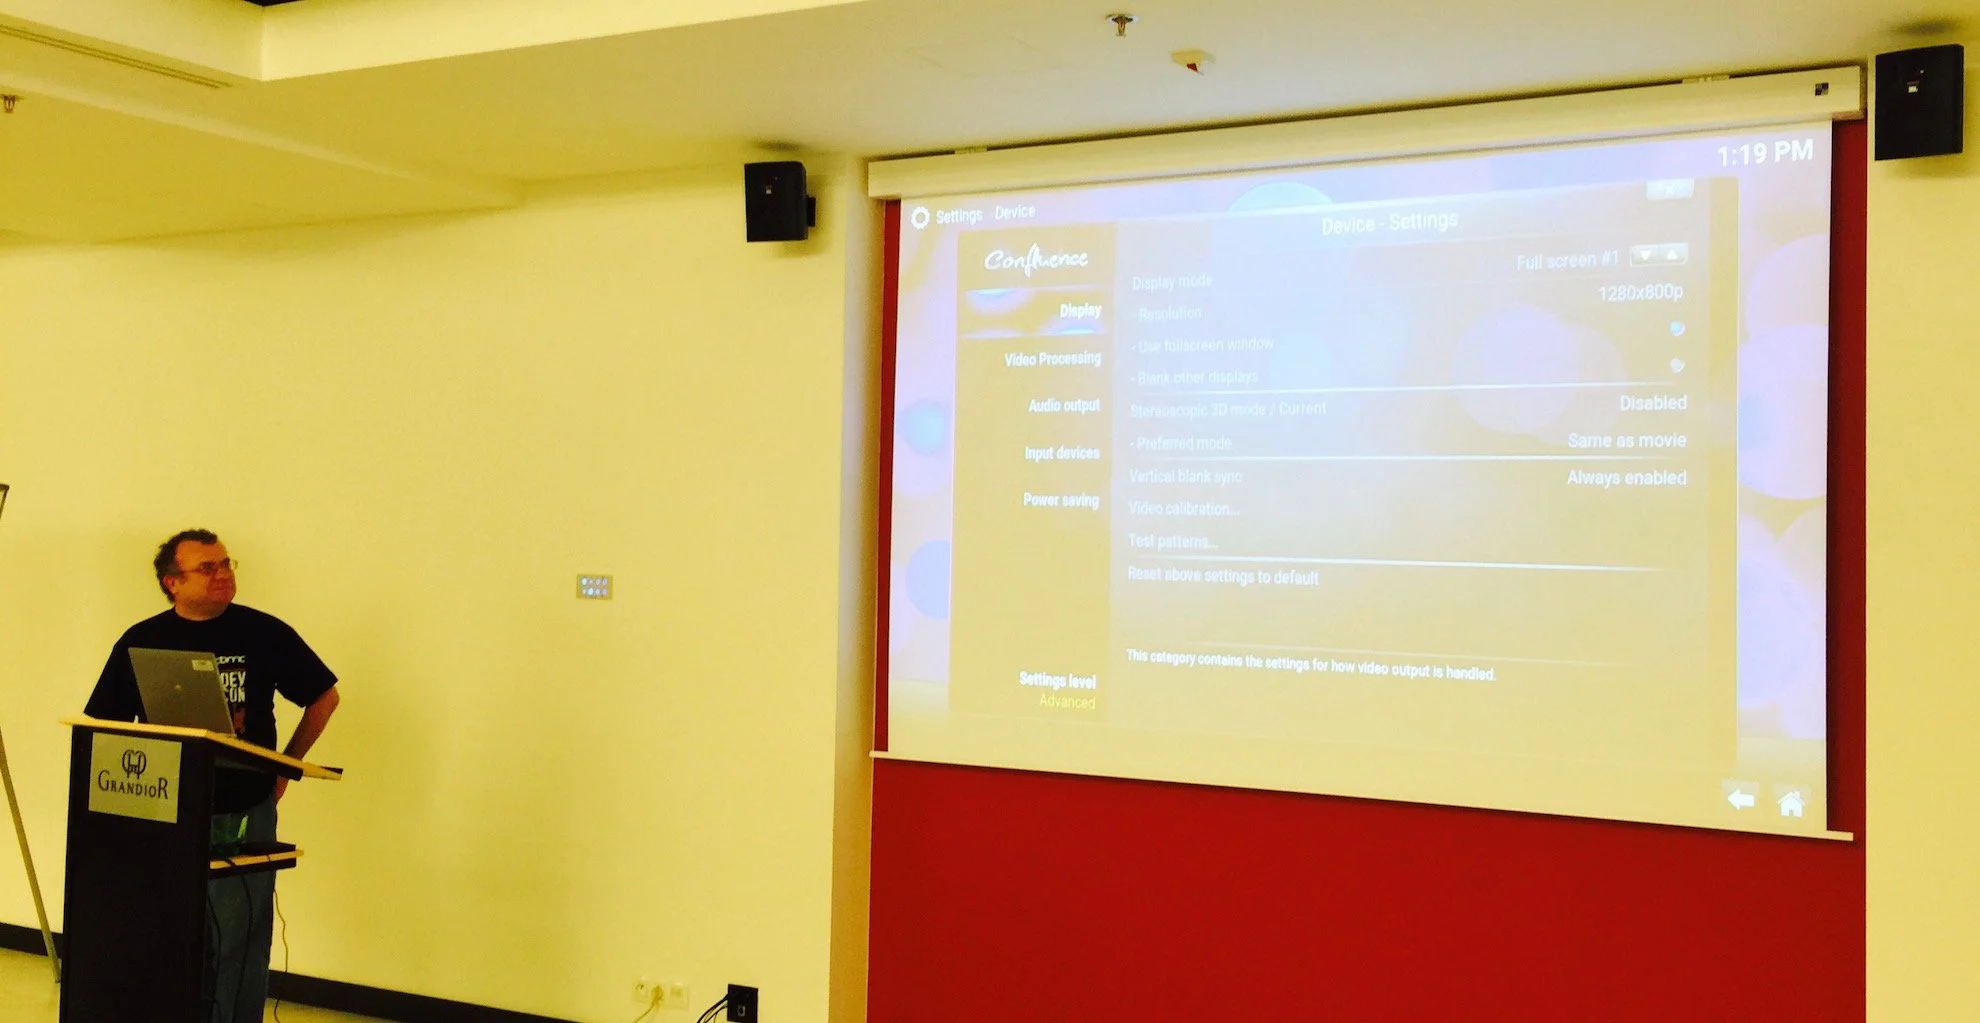 1:19 PM
Settings Device
Device - Settings
Confluence
Display
Video Processing
Audio output
Input devices
Power saving
Settings level
Advanced
Display mode Full screen #1
- Resolution 1280x800p
- Use fullscreen window
- Blank other displays
Stereoscopic 3D mode / Current Disabled
- Preferred mode Same as movie
Vertical blank sync Always enabled
Video calibration...
Test patterns...
Reset above settings to default
This category contains the settings for how video output is handled.
DEV
CON
GRANDIOR